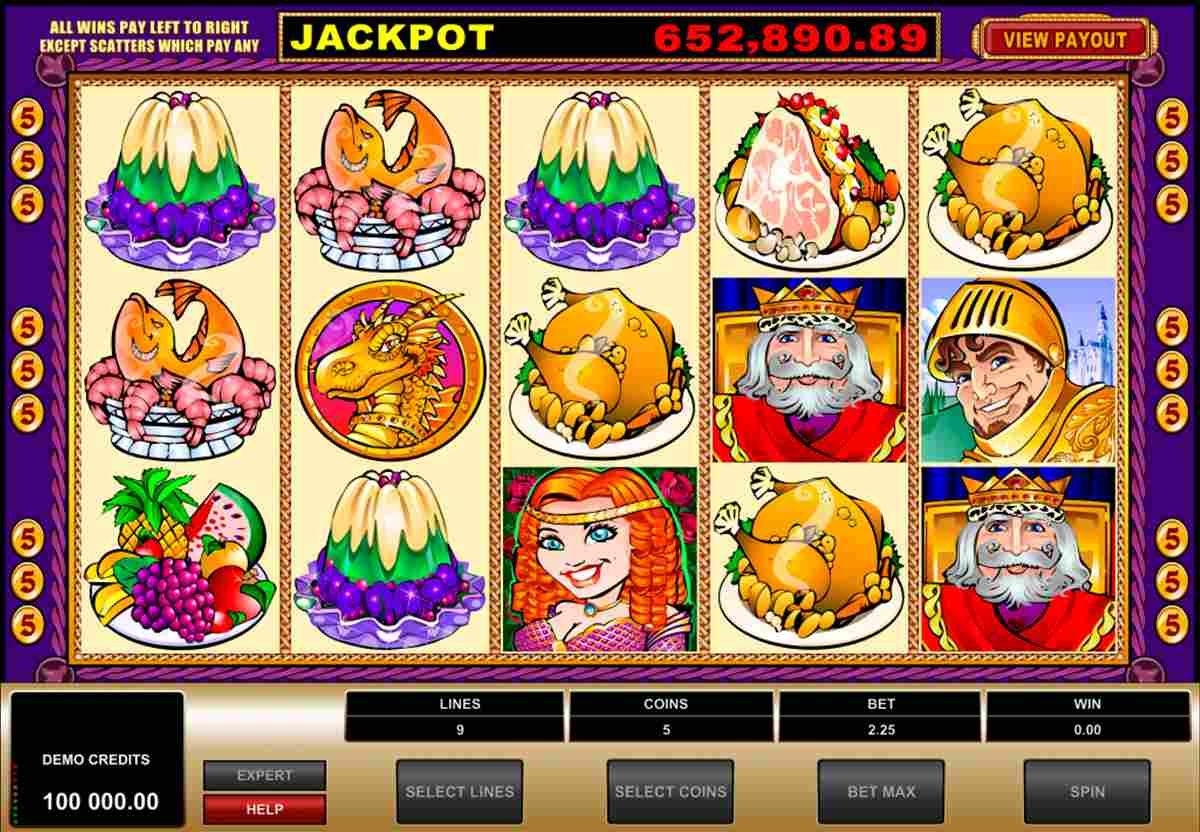 ALL WINS PAY LEFT TO RIGHT
EXCEPT SCATTERS WHICH PAY ANY
JACKPOT 652,890.89
VIEW PAYOUT
5 5
5 5
5 5
5 5
5 5
5 5
5 5
5 5
5 5
LINES COINS BET WIN
9 5 2.25 0.00
DEMO CREDITS
100 000.00
EXPERT
HELP
SELECT LINES
SELECT COINS
BET MAX
SPIN